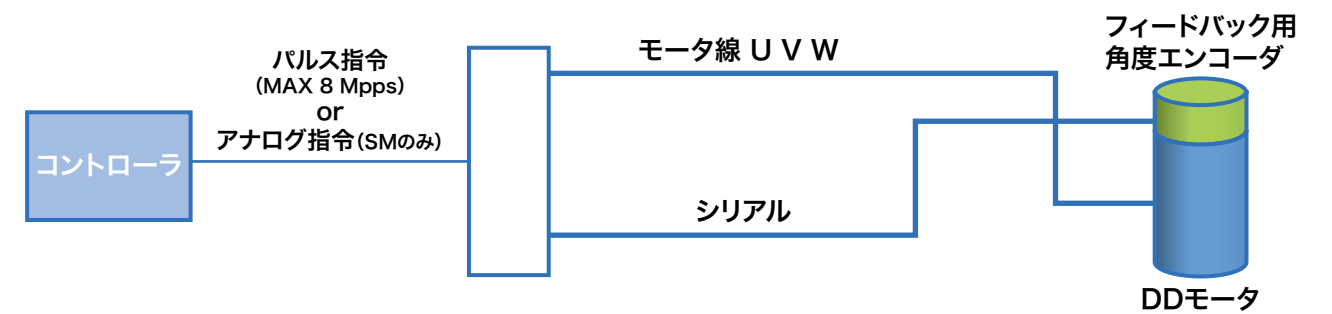 コントローラ
パルス指令
(MAX 8 Mpps)
or
アナログ指令(SMのみ)
モータ線 U V W
シリアル
フィードバック用
角度エンコーダ
DDモータ